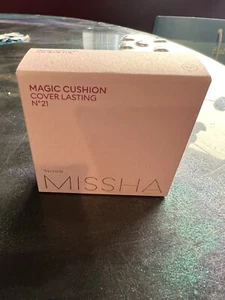 MAGIC CUSHION
COVER LASTING
N°21
MISSHA